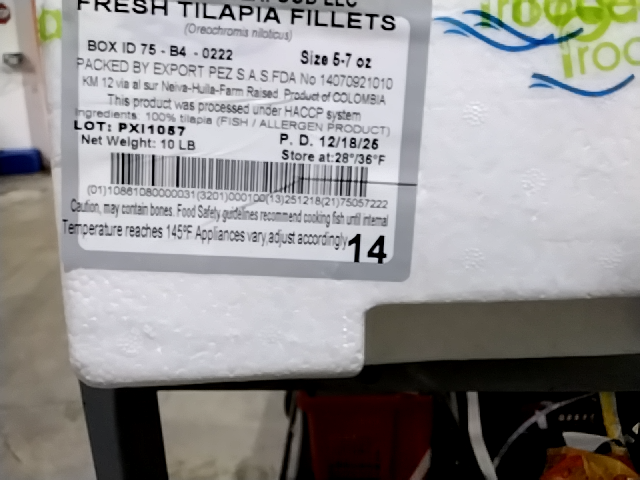 FOOD LLC
FRESH TILAPIA FILLETS
(Oreochromis niloticus)
BOX ID 75 - B4 - 0222 Size 5-7 oz
PACKED BY EXPORT PEZ S.A.S.FDA No 14070921010
KM 12 via al sur Neiva-Huila-Farm Raised Product of COLOMBIA
This product was processed under HACCP system
Ingredients 100% tilapia (FISH / ALLERGEN PRODUCT)
LOT: PXI1057 P. D. 12/18/25
Net Weight: 10 LB Store at:28°/36°F
(01)10861080000031(3201)000100(13)251218(21)75057222
Caution, may contain bones. Food Safety guidelines recommend cooking fish until internal
Temperature reaches 145°F. Appliances vary,adjust accordingly
14